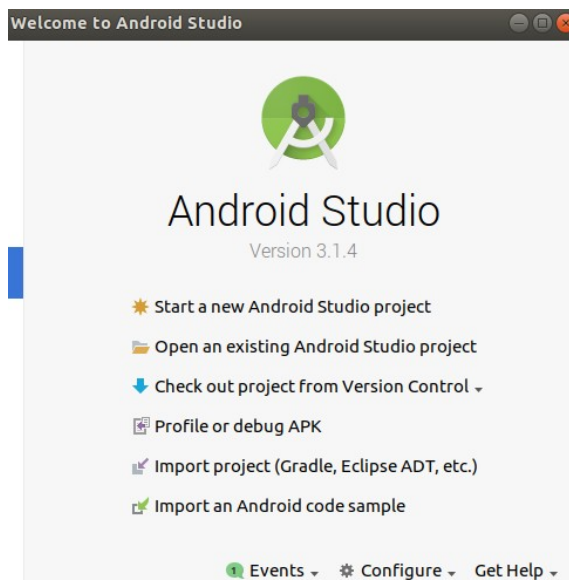 Welcome to Android Studio
Android Studio
Version 3.1.4
Start a new Android Studio project
Open an existing Android Studio project
Check out project from Version Control
Profile or debug APK
Import project (Gradle, Eclipse ADT, etc.)
Import an Android code sample
1 Events Configure Get Help